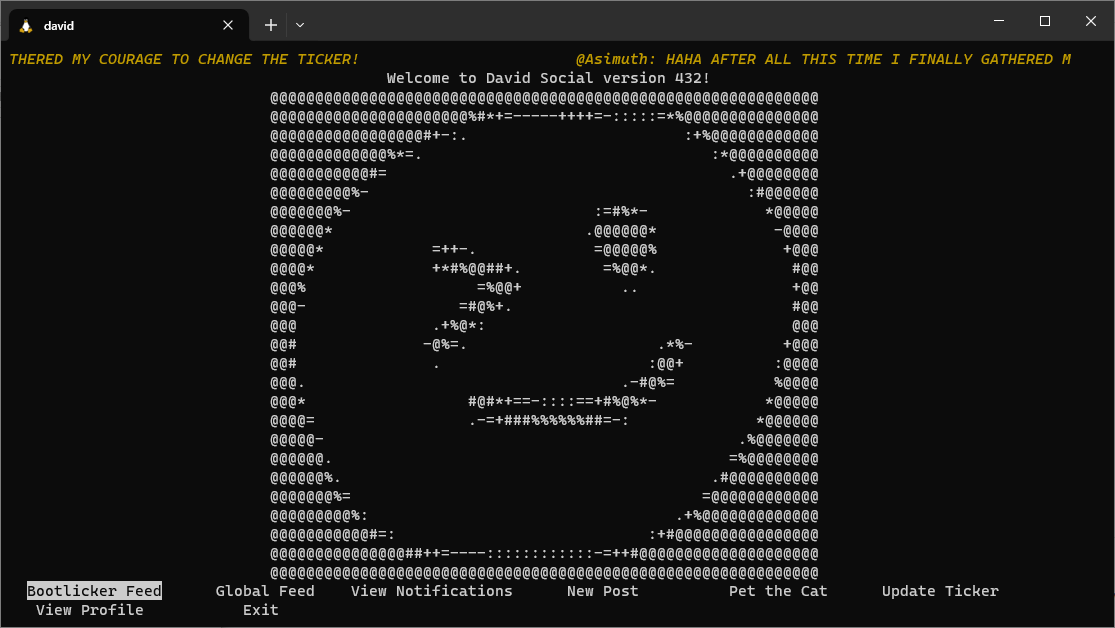 david
THERED MY COURAGE TO CHANGE THE TICKER! @Asimuth: HAHA AFTER ALL THIS TIME I FINALLY GATHERED M
Welcome to David Social version 432!
Bootlicker Feed Global Feed View Notifications New Post Pet the Cat Update Ticker
View Profile Exit